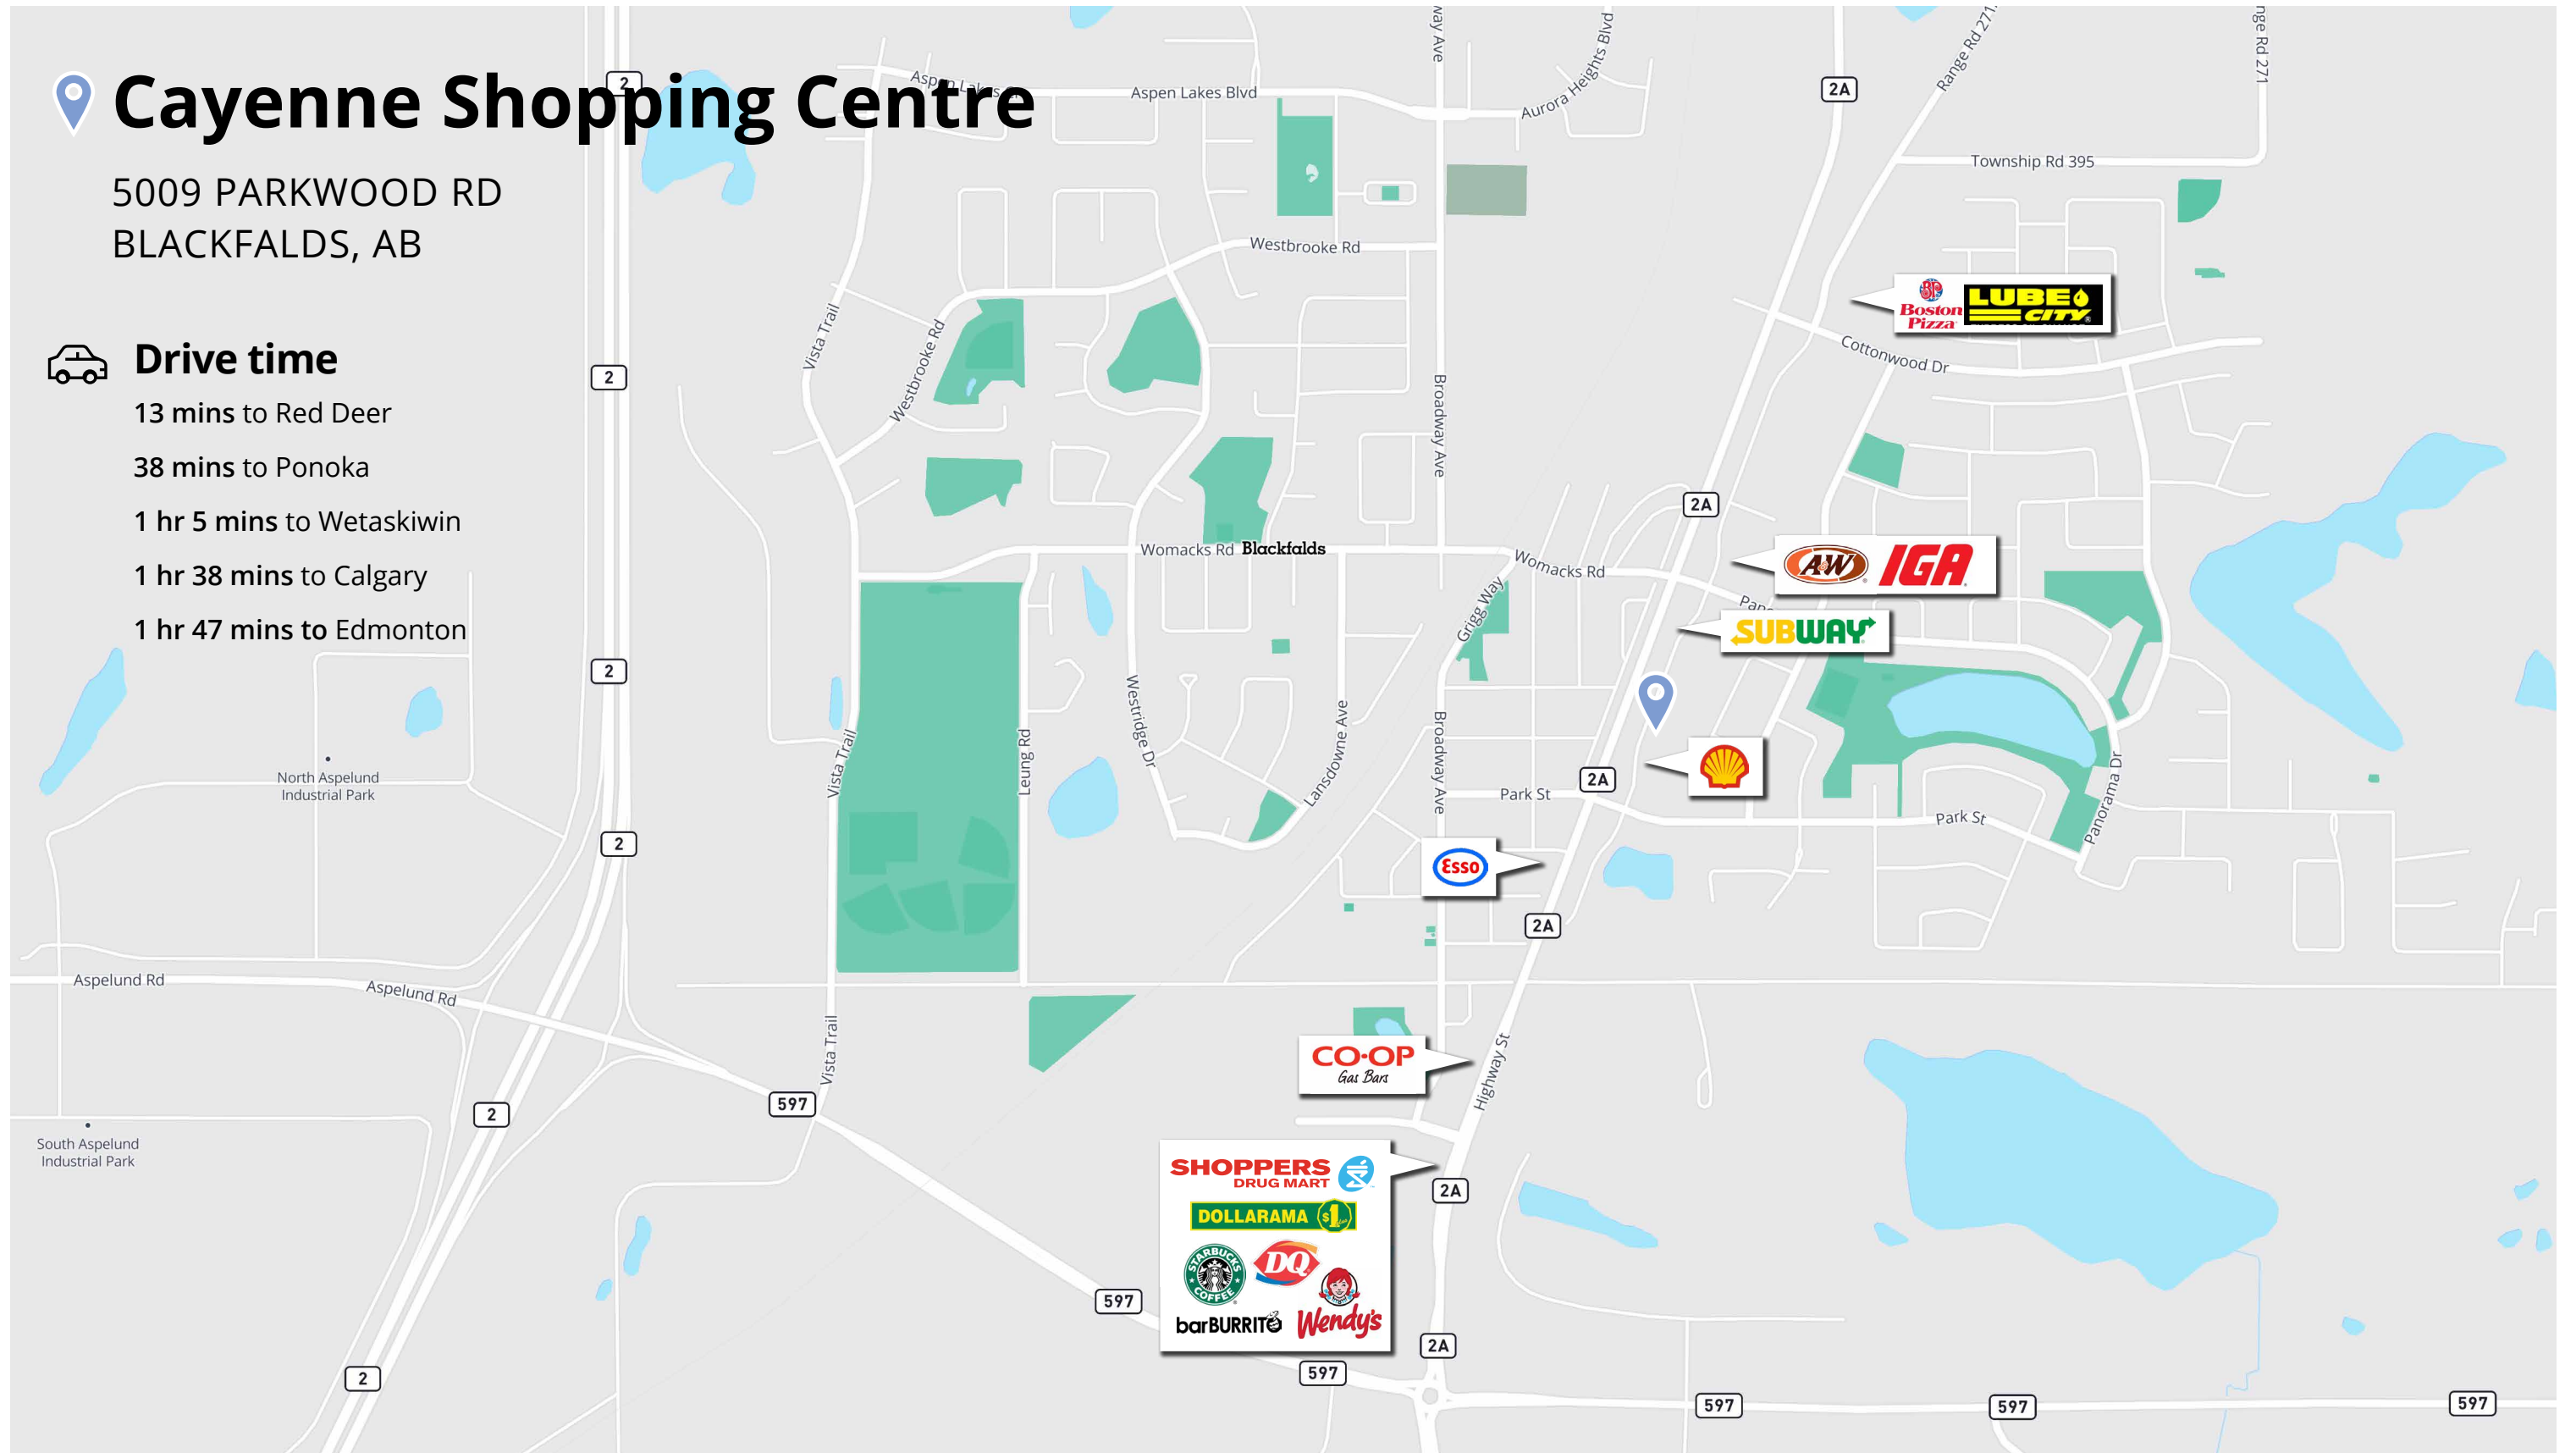 Cayenne Shopping Centre
5009 PARKWOOD RD
BLACKFALDS, AB
Drive time
13 mins to Red Deer
38 mins to Ponoka
1 hr 5 mins to Wetaskiwin
1 hr 38 mins to Calgary
1 hr 47 mins to Edmonton
2
Aspen Lakes Blvd
Aurora Heights Blvd
2A
Township Rd 395
Westbrooke Rd
Boston
Pizza
BP
LUBE
CITY
Vista Trail
Westbrooke Rd
Cottonwood Dr
2
Broadway Ave
2A
Womacks Rd
Blackfalds
Womacks Rd
A&W
IGA
Grigg Way
SUBWAY
2
Westridge Dr
Lansdowne Ave
Broadway Ave
Vista Trail
Leung Rd
North Aspelund
Industrial Park
2A
Park St
Park St
Panorama Dr
2
Esso
2A
Aspelund Rd
Aspelund Rd
Vista Trail
CO-OP
Gas Bars
Highway St
597
2
South Aspelund
Industrial Park
SHOPPERS
DRUG MART
2A
DOLLARAMA $1
STARBUCKS
COFFEE
DQ
barBURRITO
Wendy's
597
2A
2
597
597
597
597